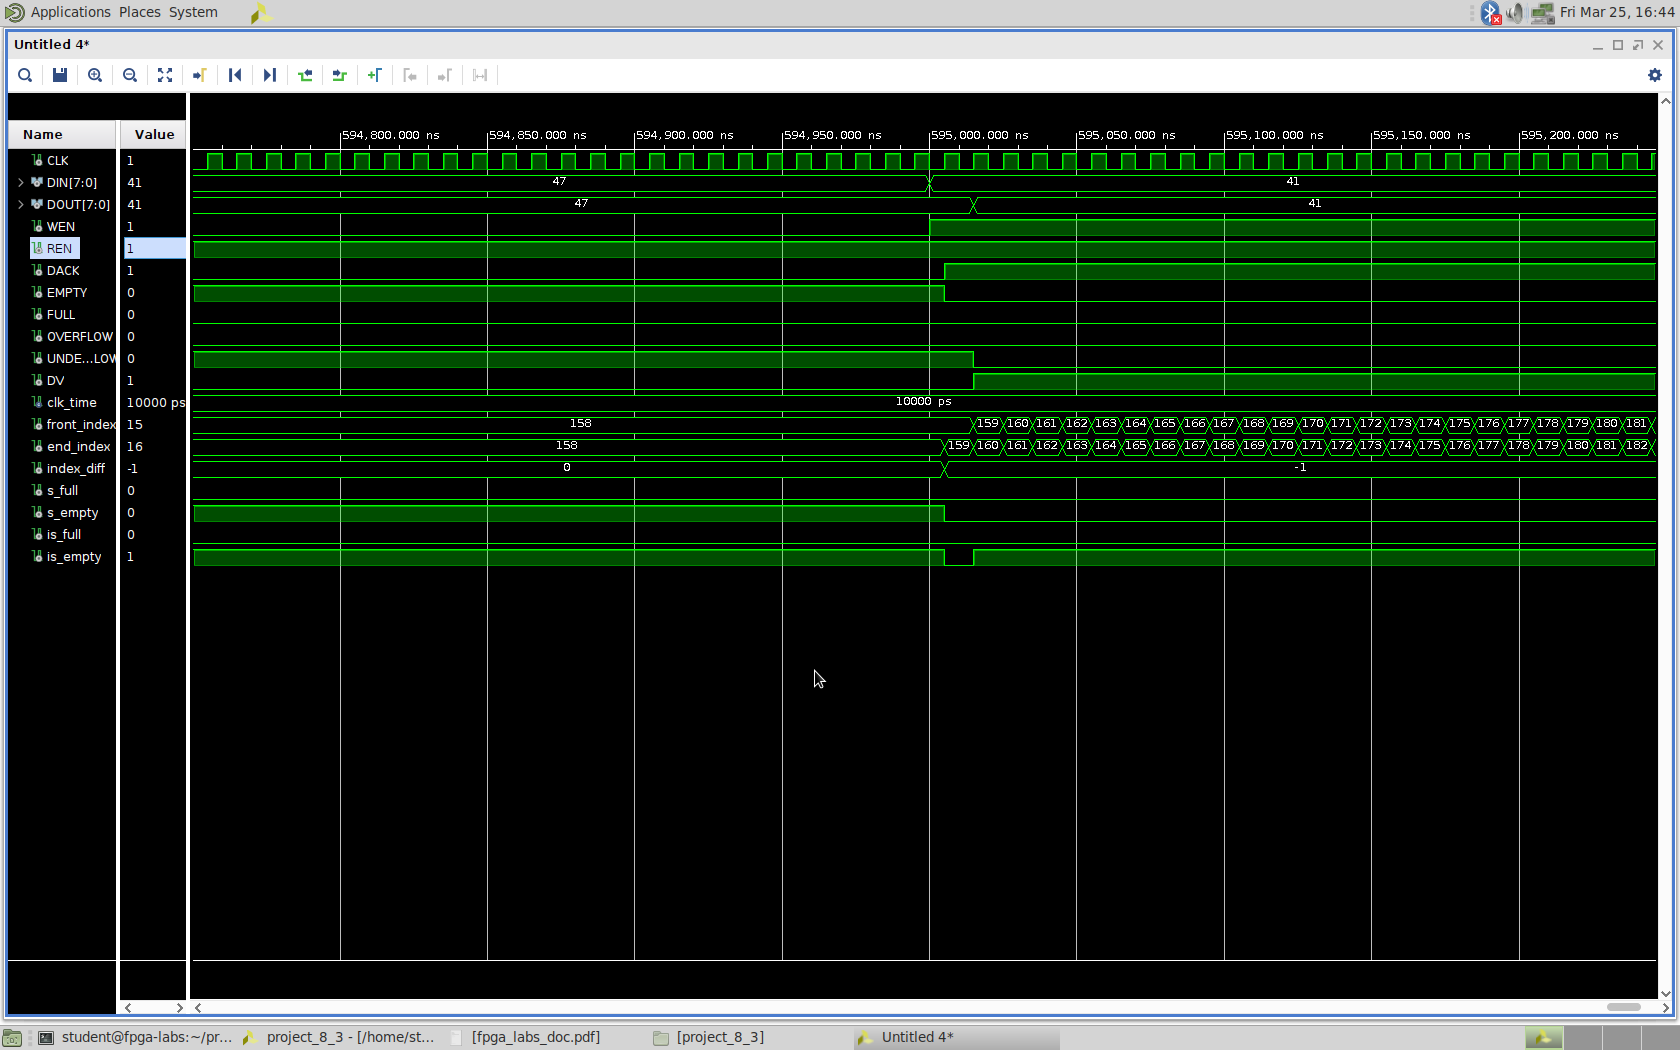 Applications Places System
Fri Mar 25, 16:44
Untitled 4*
Name Value
594,800.000 ns 594,850.000 ns 594,900.000 ns 594,950.000 ns 595,000.000 ns 595,050.000 ns 595,100.000 ns 595,150.000 ns 595,200.000 ns
CLK 1
DIN[7:0] 41 47 41
DOUT[7:0] 41 47 41
WEN 1
REN 1
DACK 1
EMPTY 0
FULL 0
OVERFLOW 0
UNDE...LOW 0
DV 1
clk_time 10000 ps 10000 ps
front_index 15 158 159 160 161 162 163 164 165 166 167 168 169 170 171 172 173 174 175 176 177 178 179 180 181
end_index 16 158 159 160 161 162 163 164 165 166 167 168 169 170 171 172 173 174 175 176 177 178 179 180 181 182
index_diff -1 0 -1
s_full 0
s_empty 0
is_full 0
is_empty 1
student@fpga-labs:~/pr... project_8_3 - [/home/st... [fpga_labs_doc.pdf] [project_8_3] Untitled 4*